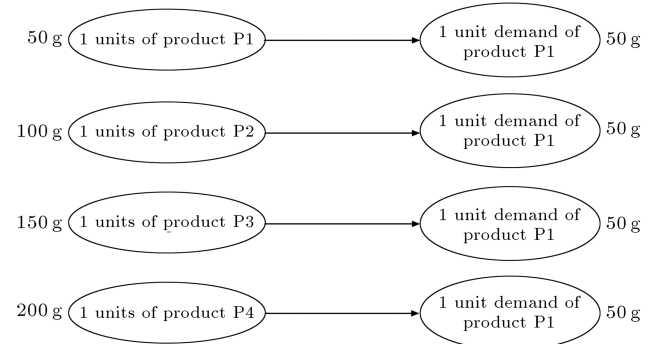 50 g 1 units of product P1 1 unit demand of product P1 50 g
100 g 1 units of product P2 1 unit demand of product P1 50 g
150 g 1 units of product P3 1 unit demand of product P1 50 g
200 g 1 units of product P4 1 unit demand of product P1 50 g